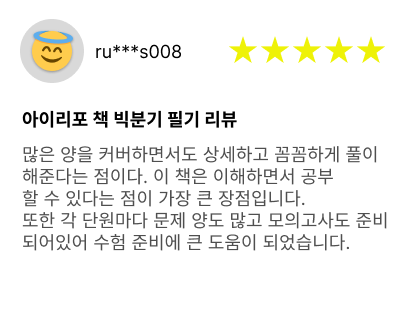 ru***s008
★★★★★
아이리포 책 빅분기 필기 리뷰
많은 양을 커버하면서도 상세하고 꼼꼼하게 풀이
해준다는 점이다. 이 책은 이해하면서 공부
할 수 있다는 점이 가장 큰 장점입니다.
또한 각 단원마다 문제 양도 많고 모의고사도 준비
되어있어 수험 준비에 큰 도움이 되었습니다.